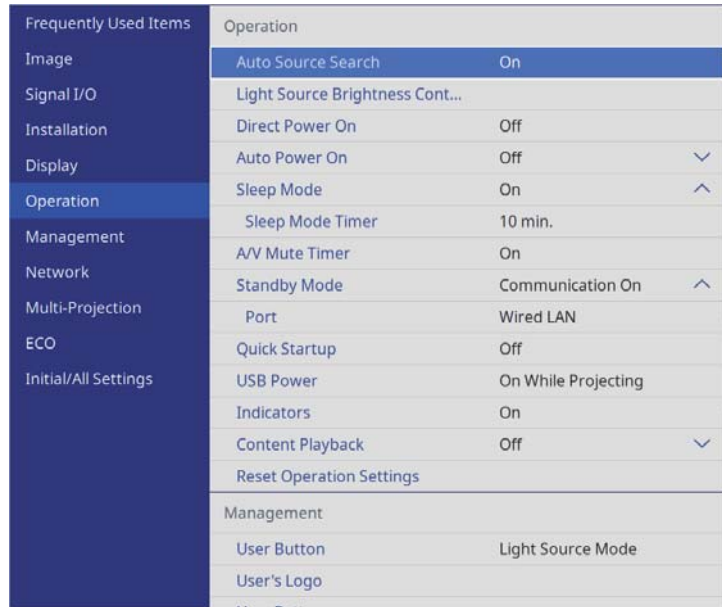 Frequently Used Items
Image
Signal I/O
Installation
Display
Operation
Management
Network
Multi-Projection
ECO
Initial/All Settings
Operation
Auto Source Search On
Light Source Brightness Cont...
Direct Power On Off
Auto Power On Off
Sleep Mode On
Sleep Mode Timer 10 min.
A/V Mute Timer On
Standby Mode Communication On
Port Wired LAN
Quick Startup Off
USB Power On While Projecting
Indicators On
Content Playback Off
Reset Operation Settings
Management
User Button Light Source Mode
User's Logo